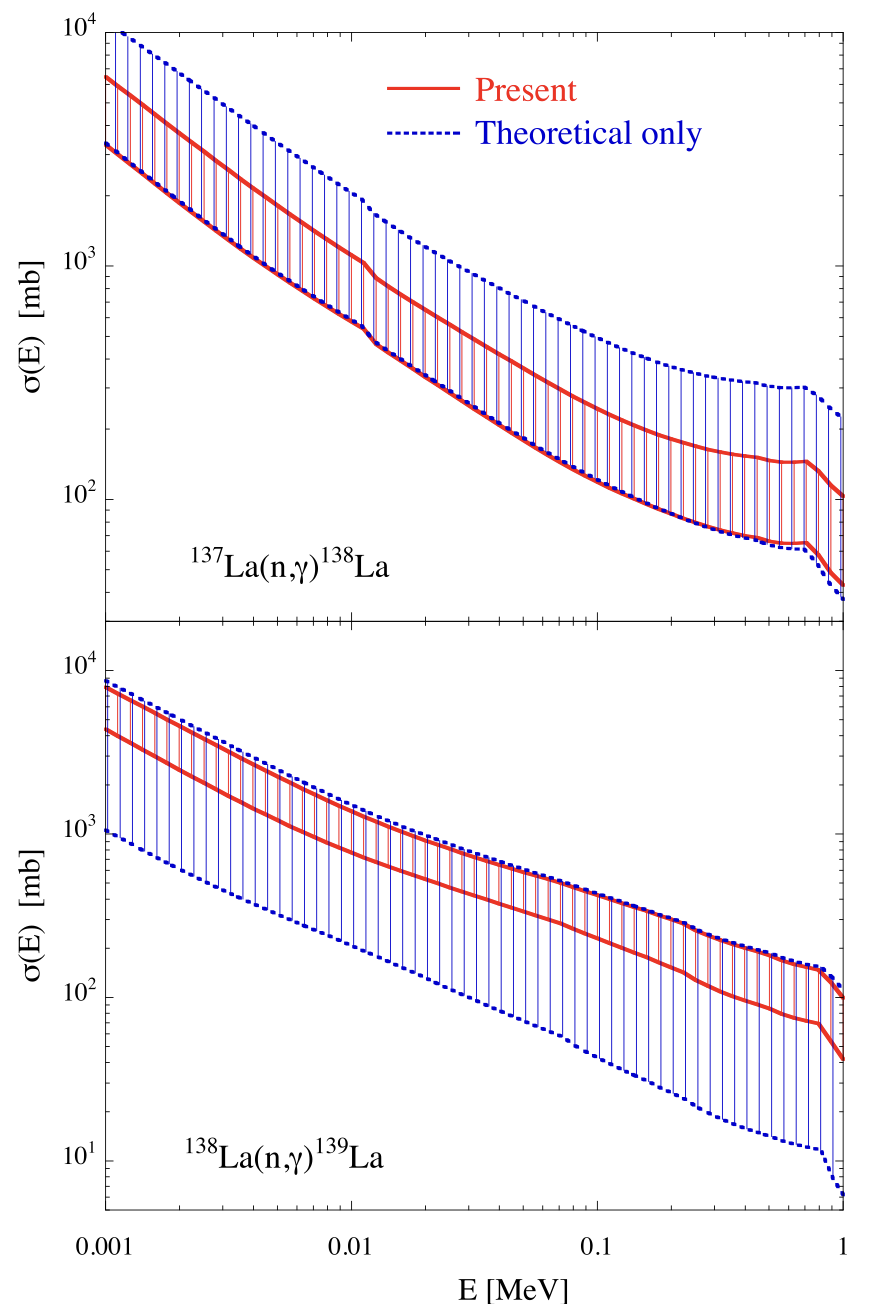 10⁴
Present
Theoretical only
10³
σ(E) [mb]
10²
¹³⁷La(n,γ)¹³⁸La
10⁴
10³
σ(E) [mb]
10²
¹³⁸La(n,γ)¹³⁹La
10¹
0.001 0.01 0.1 1
E [MeV]